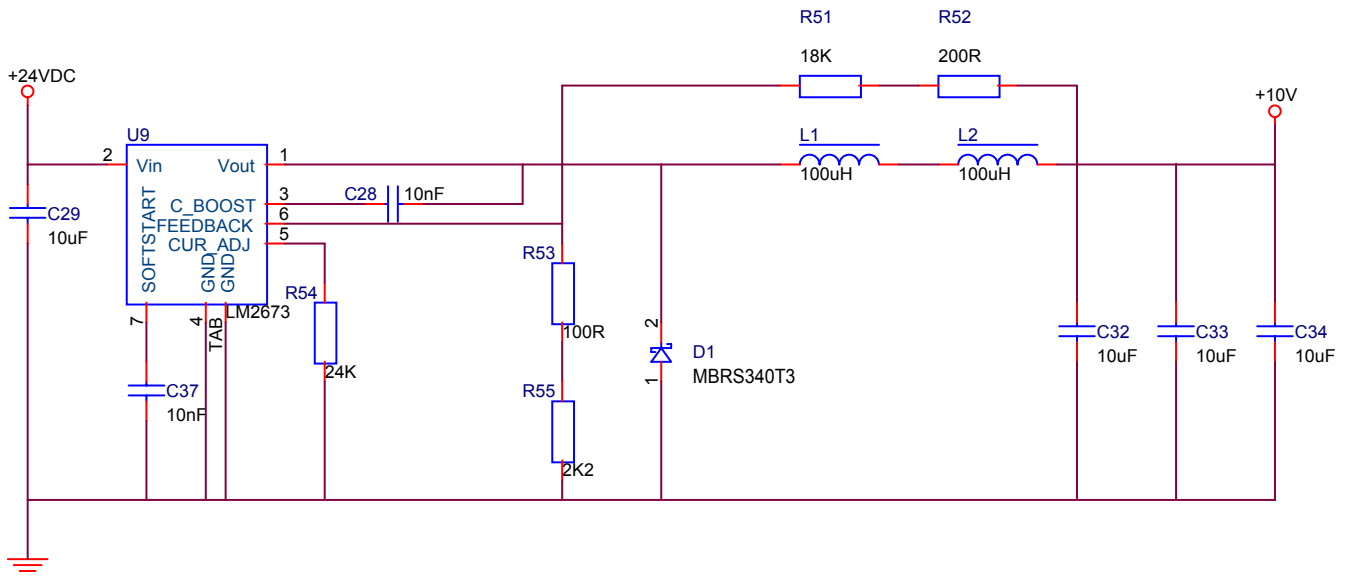 R51 R52
18K 200R
+24VDC
+10V
U9
2 Vin Vout 1
L1 L2
100uH 100uH
C_BOOST 3
C28 10nF
FEEDBACK 6
CUR_ADJ 5
SOFTSTART
GND
GND
C29
10uF
LM2673
7
4
TAB
R54
24K
R53
100R
2
D1
1
MBRS340T3
C32
10uF
C33
10uF
C34
10uF
C37
10nF
R55
2K2